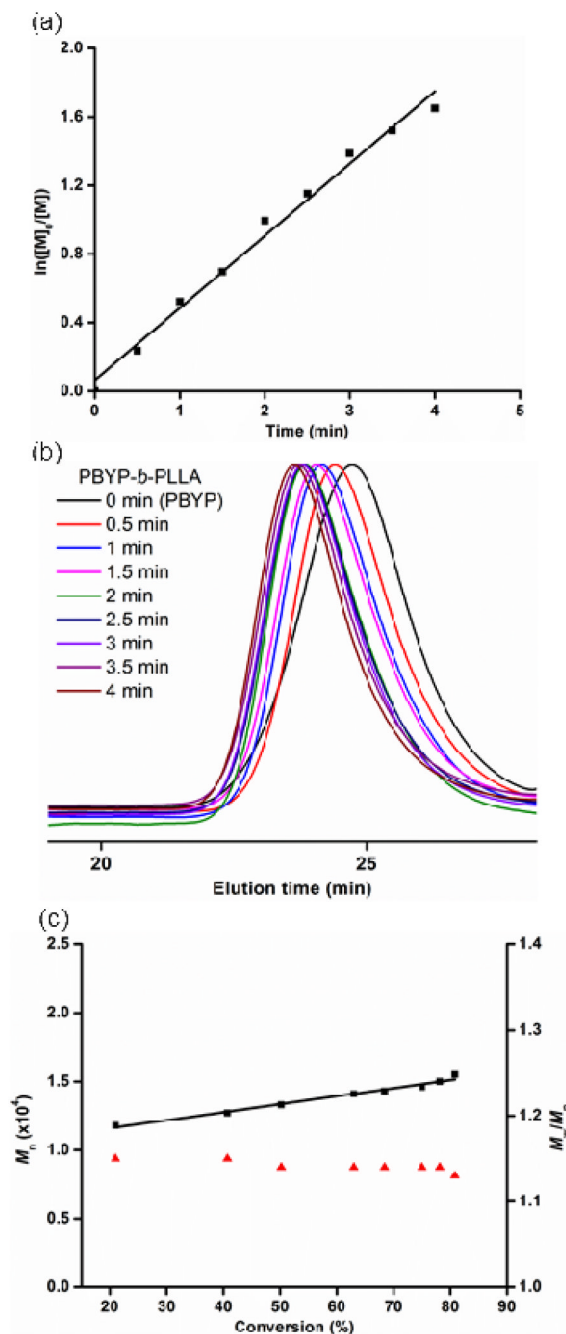 (a)
2.0
1.6
1.2
0.8
0.4
0.0
ln([M]₀/[M])
0 1 2 3 4 5
Time (min)
(b)
PBYP-b-PLLA
0 min (PBYP)
0.5 min
1 min
1.5 min
2 min
2.5 min
3 min
3.5 min
4 min
20 25
Elution time (min)
(c)
2.5
2.0
1.5
1.0
0.5
0.0
Mₙ (x10⁴)
1.4
1.3
1.2
1.1
1.0
20 30 40 50 60 70 80 90
Conversion (%)